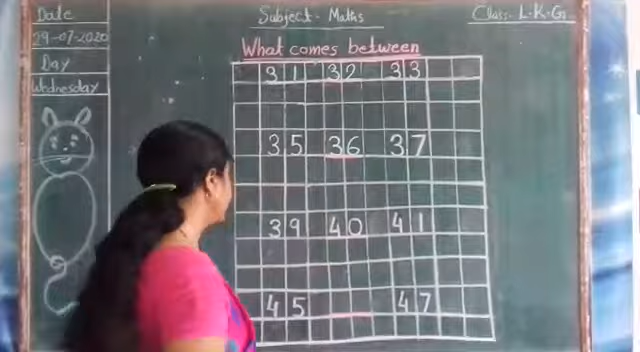 Date
29-07-2020
Day
Wednesday
Subject - Maths
Class:- L.K.G
What comes between
31 32 33
35 36 37
39 40 41
45 __ 47